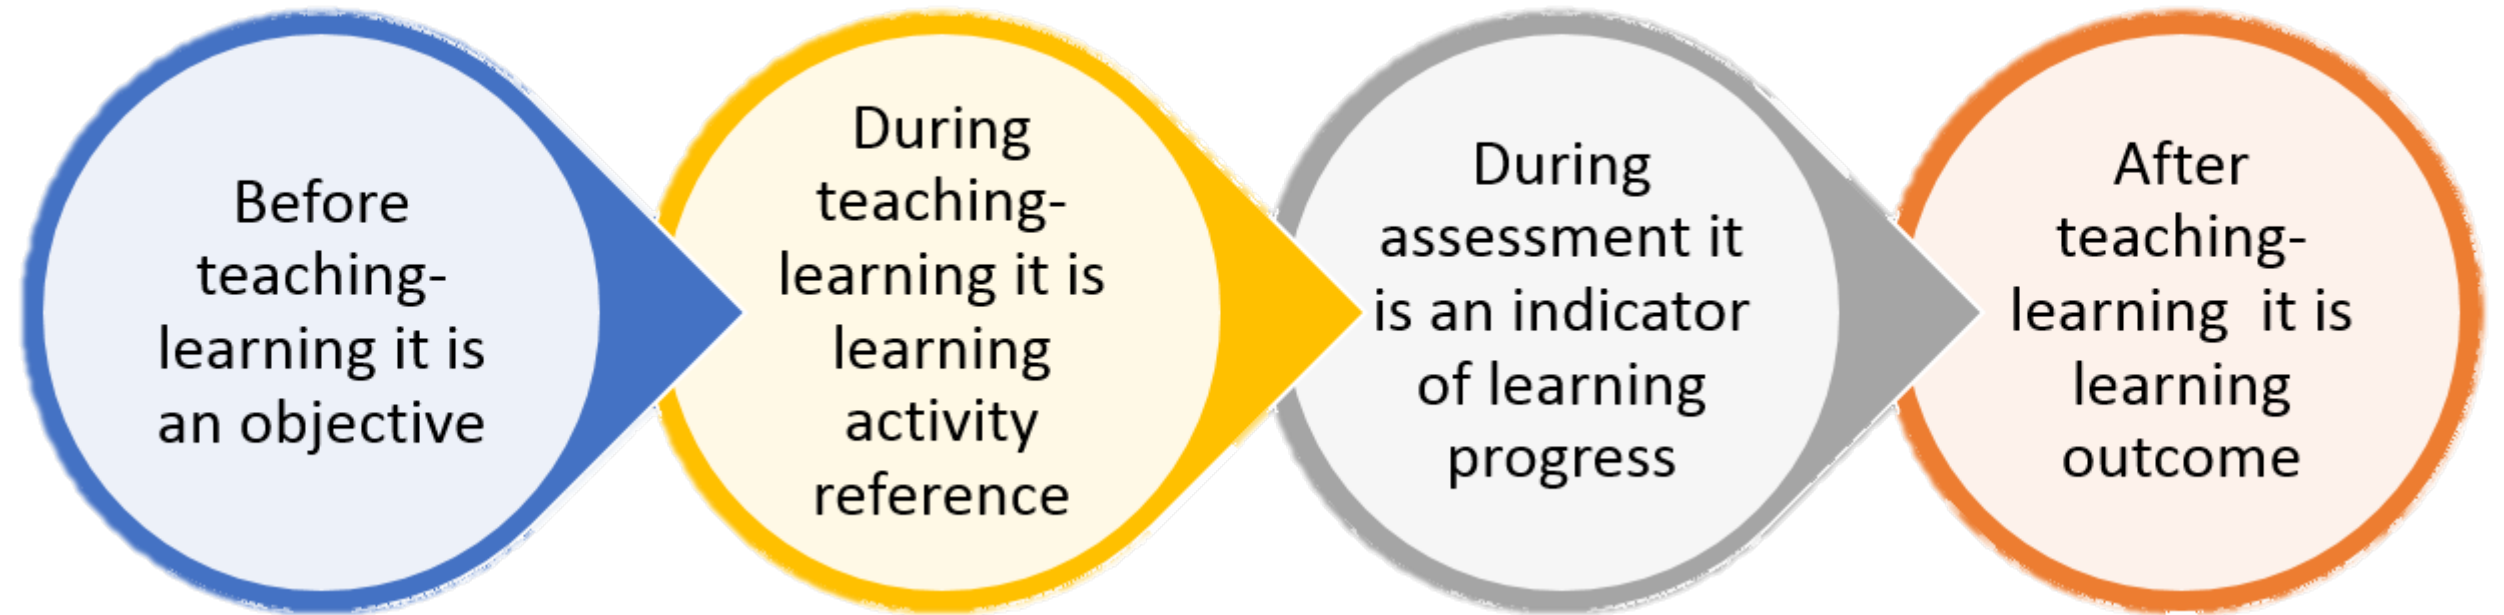 Before
teaching-
learning it is
an objective
During
teaching-
learning it is
learning
activity
reference
During
assessment it
is an indicator
of learning
progress
After
teaching-
learning  it is
learning
outcome